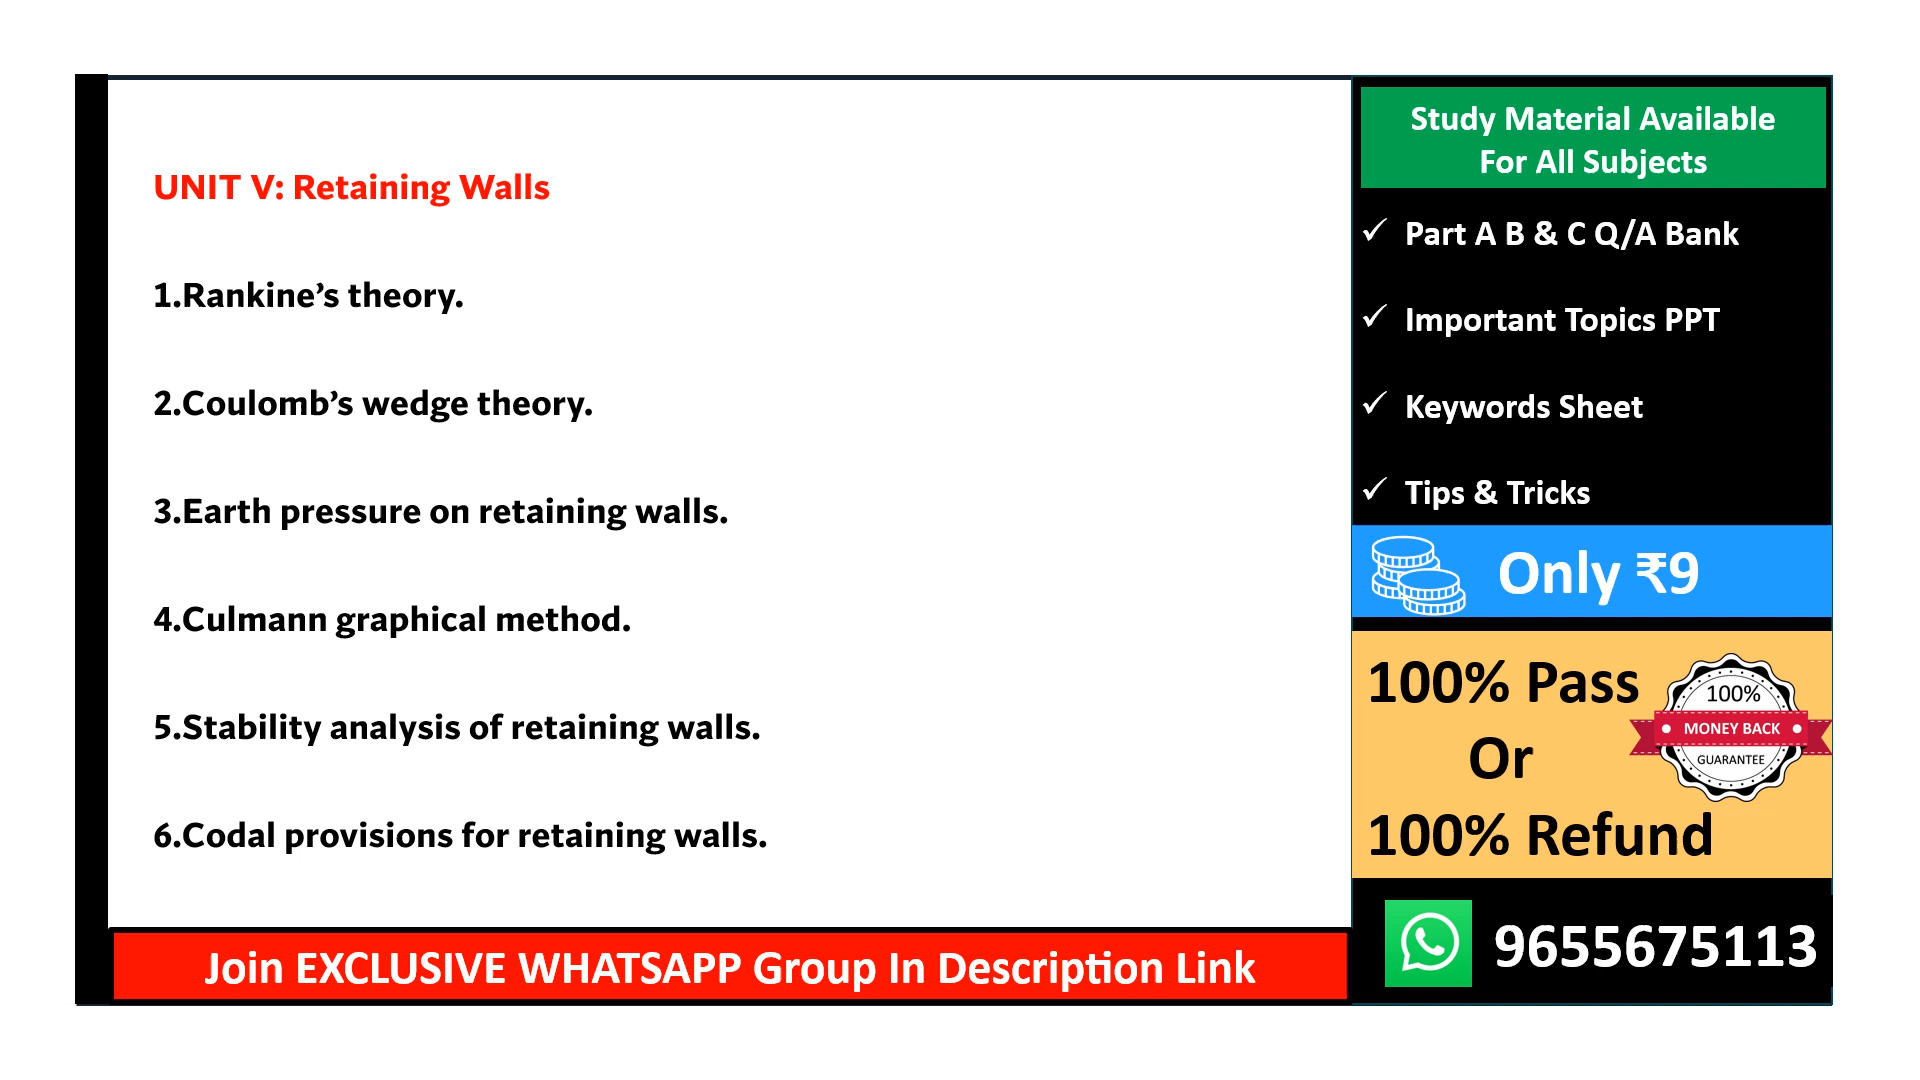 UNIT V: Retaining Walls
1.Rankine’s theory.
2.Coulomb’s wedge theory.
3.Earth pressure on retaining walls.
4.Culmann graphical method.
5.Stability analysis of retaining walls.
6.Codal provisions for retaining walls.
Join EXCLUSIVE WHATSAPP Group In Description Link
Study Material Available
For All Subjects
✓ Part A B & C Q/A Bank
✓ Important Topics PPT
✓ Keywords Sheet
✓ Tips & Tricks
Only ₹9
100% Pass
Or
100% Refund
100%
MONEY BACK
GUARANTEE
9655675113